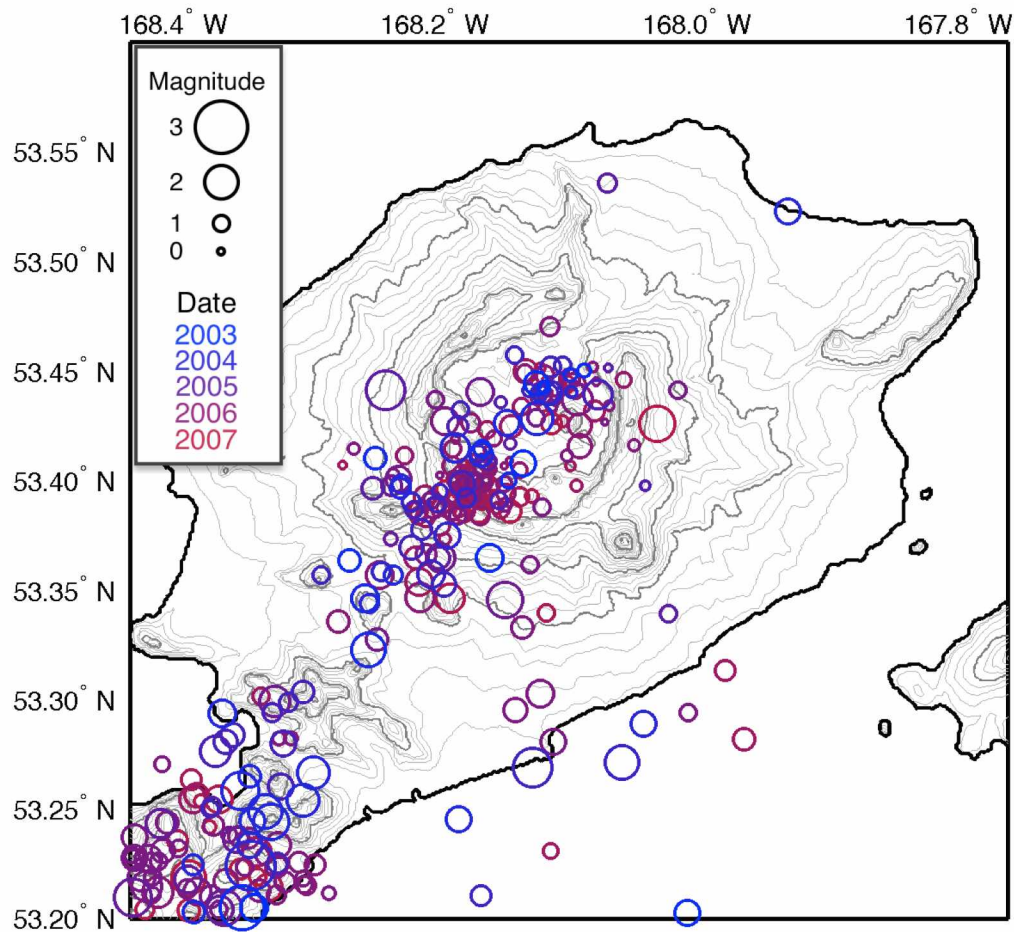 168.4° W 168.2° W 168.0° W 167.8° W
Magnitude
3
2
1
0
Date
2003
2004
2005
2006
2007
53.55° N
53.50° N
53.45° N
53.40° N
53.35° N
53.30° N
53.25° N
53.20° N